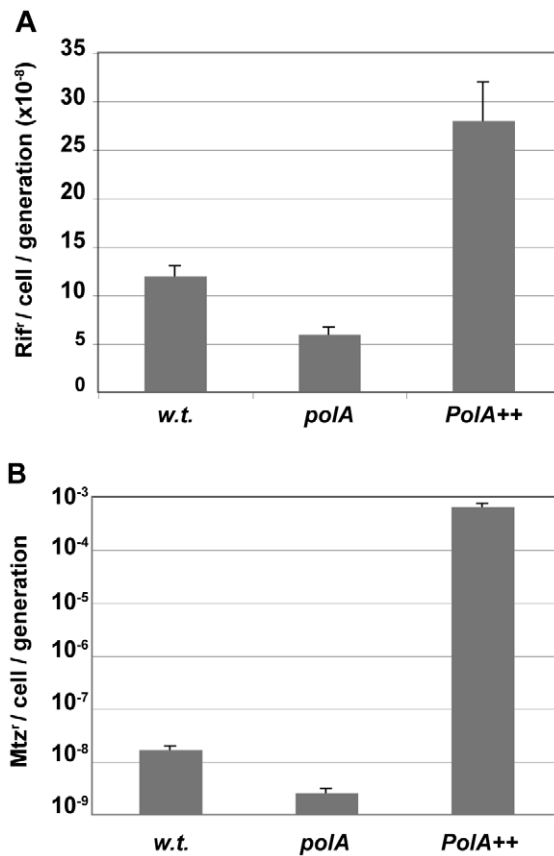 A
Rifʳ / cell / generation (x10⁻⁸)
35
30
25
20
15
10
5
0
w.t. polA PolA++
B
Mtzʳ / cell / generation
10⁻³
10⁻⁴
10⁻⁵
10⁻⁶
10⁻⁷
10⁻⁸
10⁻⁹
w.t. polA PolA++